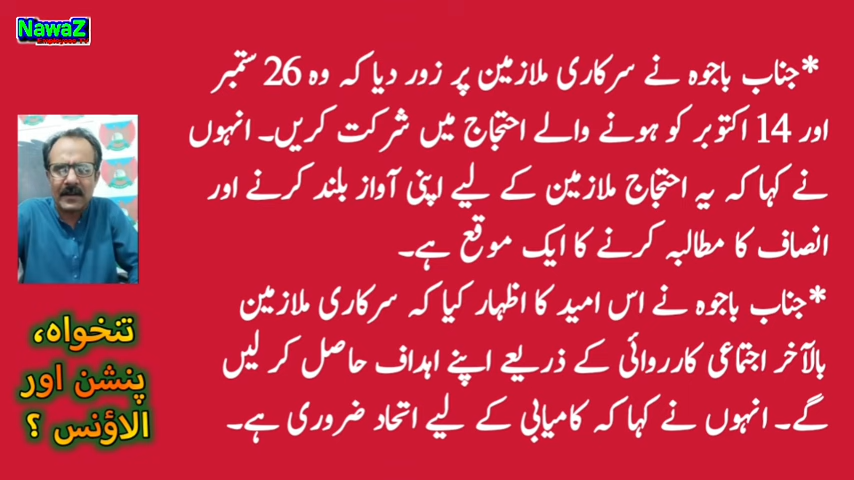 NawaZ
Employees TV
*جناب باجوہ نے سرکاری ملازمین پر زور دیا کہ وہ 26 ستمبر
اور 14 اکتوبر کو ہونے والے احتجاج میں شرکت کریں۔ انہوں
نے کہا کہ یہ احتجاج ملازمین کے لیے اپنی آواز بلند کرنے اور
انصاف کا مطالبہ کرنے کا ایک موقع ہے۔
*جناب باجوہ نے اس امید کا اظہار کیا کہ سرکاری ملازمین
بالآخر اجتماعی کارروائی کے ذریعے اپنے اہداف حاصل کر لیں
گے۔ انہوں نے کہا کہ کامیابی کے لیے اتحاد ضروری ہے۔
تنخواہ،
پنشن اور
الاؤنس ؟